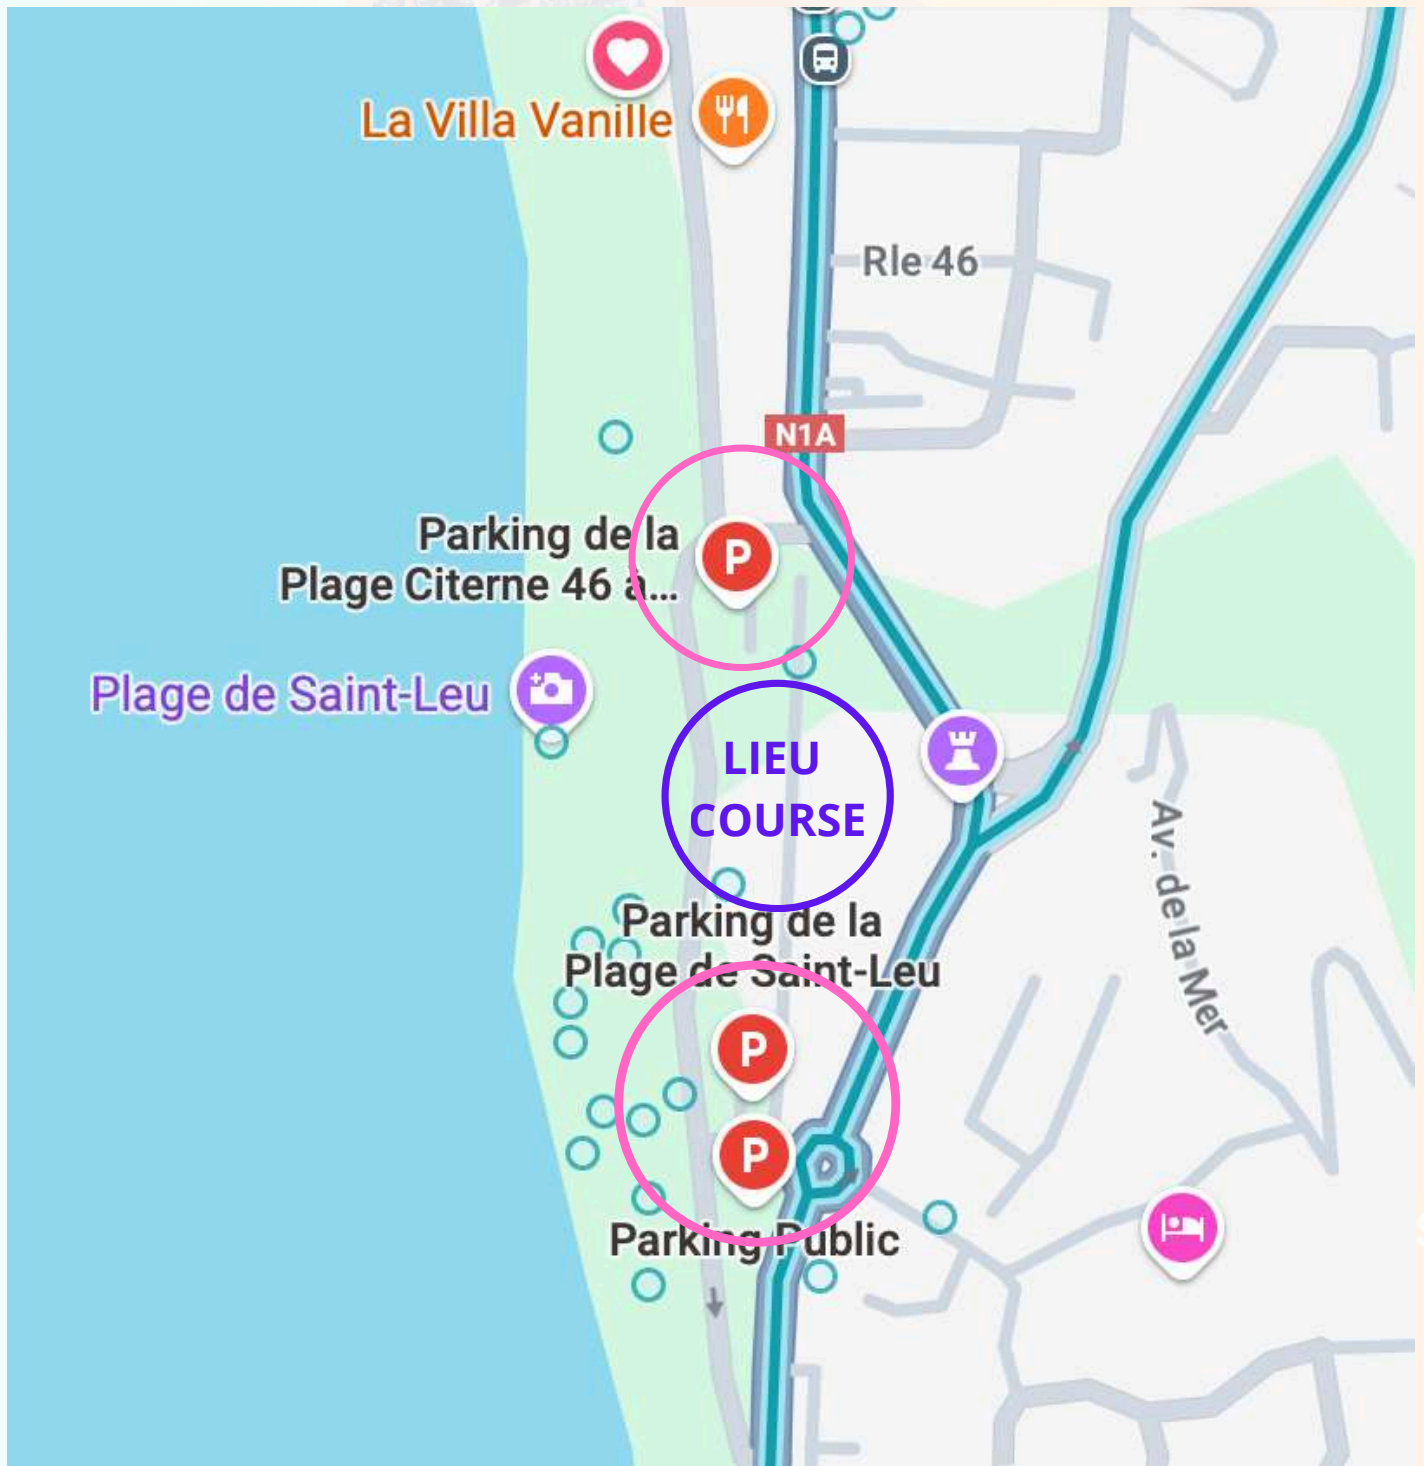 La Villa Vanille
Rle 46
N1A
Parking de la
Plage Citerne 46 à...
P
Plage de Saint-Leu
LIEU
COURSE
Av. de la Mer
Parking de la
Plage de Saint-Leu
P
P
Parking Public